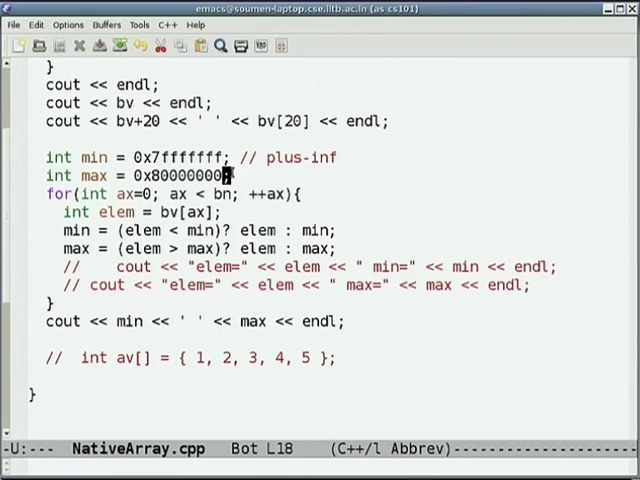 emacs@soumen-laptop.cse.iitb.ac.in (as cs101)
File Edit Options Buffers Tools C++ Help
}
cout << endl;
cout << bv << endl;
cout << bv+20 << ' ' << bv[20] << endl;
int min = 0x7fffffff; // plus-inf
int max = 0x80000000;
for(int ax=0; ax < bn; ++ax){
int elem = bv[ax];
min = (elem < min)? elem : min;
max = (elem > max)? elem : max;
//    cout << "elem=" << elem << " min=" << min << endl;
// cout << "elem=" << elem << " max=" << max << endl;
}
cout << min << ' ' << max << endl;
//  int av[] = { 1, 2, 3, 4, 5 };
}
-U:---  NativeArray.cpp   Bot L18    (C++/l Abbrev)--------------------